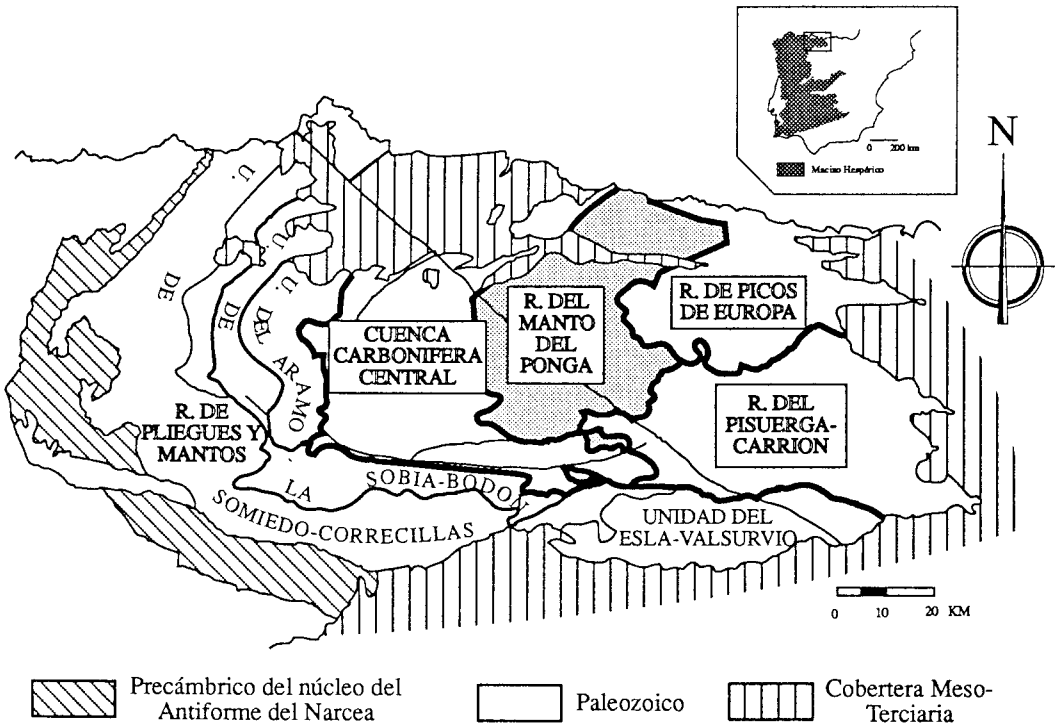 0 200 km
Macizo Hespérico
N
U.
DE
U.
DE
U.
DEL ARAMO
CUENCA
CARBONIFERA
CENTRAL
R. DEL
MANTO
DEL
PONGA
R. DE PICOS
DE EUROPA
R. DEL
PISUERGA-
CARRION
R. DE
PLIEGUES Y
MANTOS
LA
SOBIA-BODON
SOMIEDO-CORRECILLAS
UNIDAD DEL
ESLA-VALSURVIO
0 10 20 KM
Precámbrico del núcleo del
Antiforme del Narcea
Paleozoico
Cobertera Meso-
Terciaria